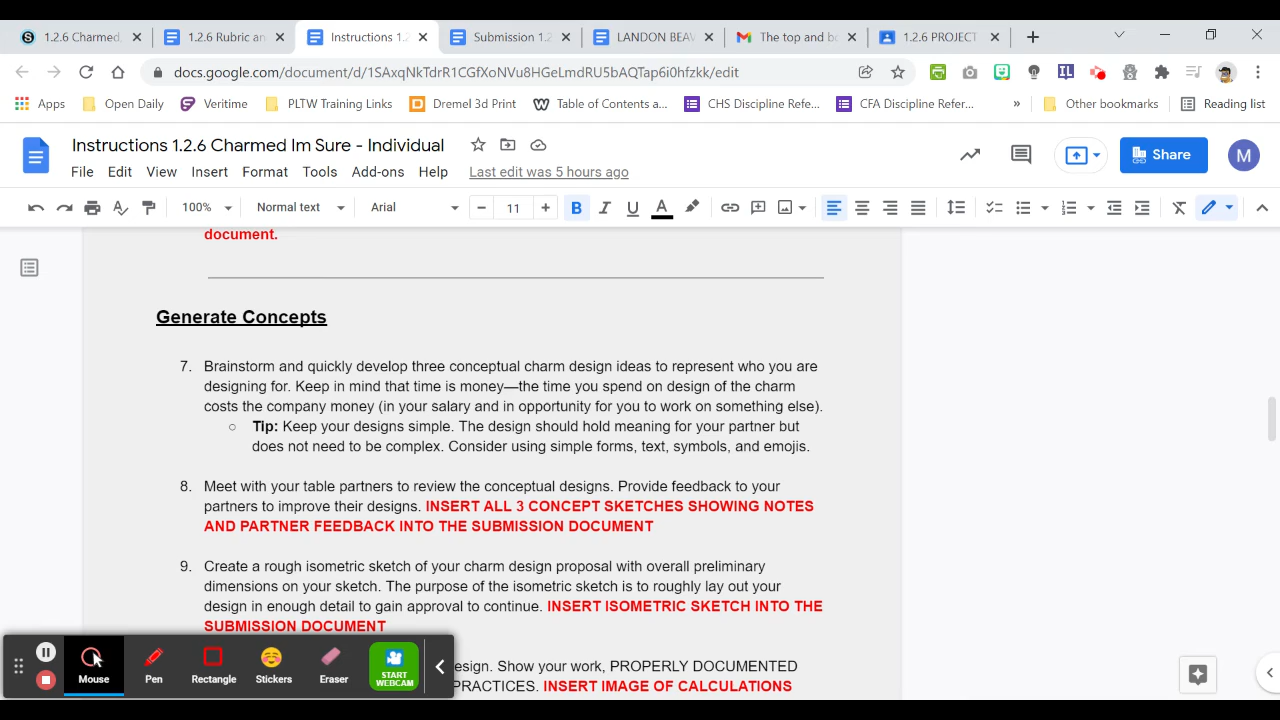 1.2.6 Charmed,
1.2.6 Rubric an
Instructions 1.2
Submission 1.2
LANDON BEAV
The top and bo
1.2.6 PROJECT
docs.google.com/document/d/1SAxqNkTdrR1CGfXeNVu8HGeLmdRU5bAQTap6i0hfzkk/edit
Apps
Open Daily
Veritime
PLTW Training Links
Dremel 3d Print
Table of Contents a...
CTE Discipline Refe...
CFA Discipline Refer...
»
Other bookmarks
Reading list
Instructions 1.2.6 Charmed Im Sure - Individual
File Edit View Insert Format Tools Add-ons Help Last edit was 5 hours ago
Share
M
100% Normal text Arial 11
document.
Generate Concepts
7. Brainstorm and quickly develop three conceptual charm design ideas to represent who you are
designing for. Keep in mind that time is money—the time you spend on design of the charm
costs the company money (in your salary and in opportunity for you to work on something else).
○ Tip: Keep your designs simple. The design should hold meaning for your partner but
does not need to be complex. Consider using simple forms, text, symbols, and emojis.
8. Meet with your table partners to review the conceptual designs. Provide feedback to your
partners to improve their designs. INSERT ALL 3 CONCEPT SKETCHES SHOWING NOTES
AND PARTNER FEEDBACK INTO THE SUBMISSION DOCUMENT
9. Create a rough isometric sketch of your charm design proposal with overall preliminary
dimensions on your sketch. The purpose of the isometric sketch is to roughly lay out your
design in enough detail to gain approval to continue. INSERT ISOMETRIC SKETCH INTO THE
SUBMISSION DOCUMENT
esign. Show your work, PROPERLY DOCUMENTED
PRACTICES. INSERT IMAGE OF CALCULATIONS
Mouse
Pen
Rectangle
Stickers
Eraser
START
WEBCAM